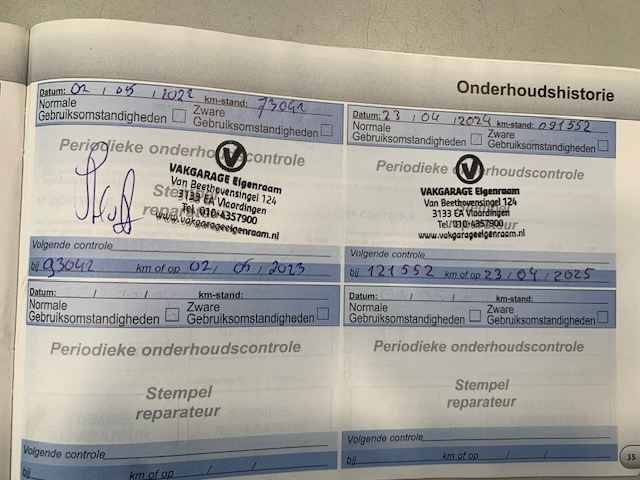 Onderhoudshistorie
Datum: 02 / 05 / 2022 km-stand: 73042
Normale
Gebruiksomstandigheden
Zware
Gebruiksomstandigheden
Periodieke onderhoudscontrole
VAKGARAGE Eigenraam
Van Beethovensingel 124
3133 EA Vlaardingen
Tel. 010-4357900
www.vakgarageeigenraam.nl
Stempel
reparateur
Volgende controle
bij 93042 km of op 02 / 05 / 2023
Datum: 23 / 04 / 2024 km-stand: 091552
Normale
Gebruiksomstandigheden
Zware
Gebruiksomstandigheden
Periodieke onderhoudscontrole
VAKGARAGE Eigenraam
Van Beethovensingel 124
3133 EA Vlaardingen
Tel. 010-4357900
www.vakgarageeigenraam.nl
Volgende controle
bij 121552 km of op 23 / 04 / 2025
Datum: / / km-stand:
Normale
Gebruiksomstandigheden
Zware
Gebruiksomstandigheden
Periodieke onderhoudscontrole
Stempel
reparateur
Volgende controle
bij km of op / /
Datum: / / km-stand:
Normale
Gebruiksomstandigheden
Zware
Gebruiksomstandigheden
Periodieke onderhoudscontrole
Stempel
reparateur
Volgende controle
bij km of op / /
35